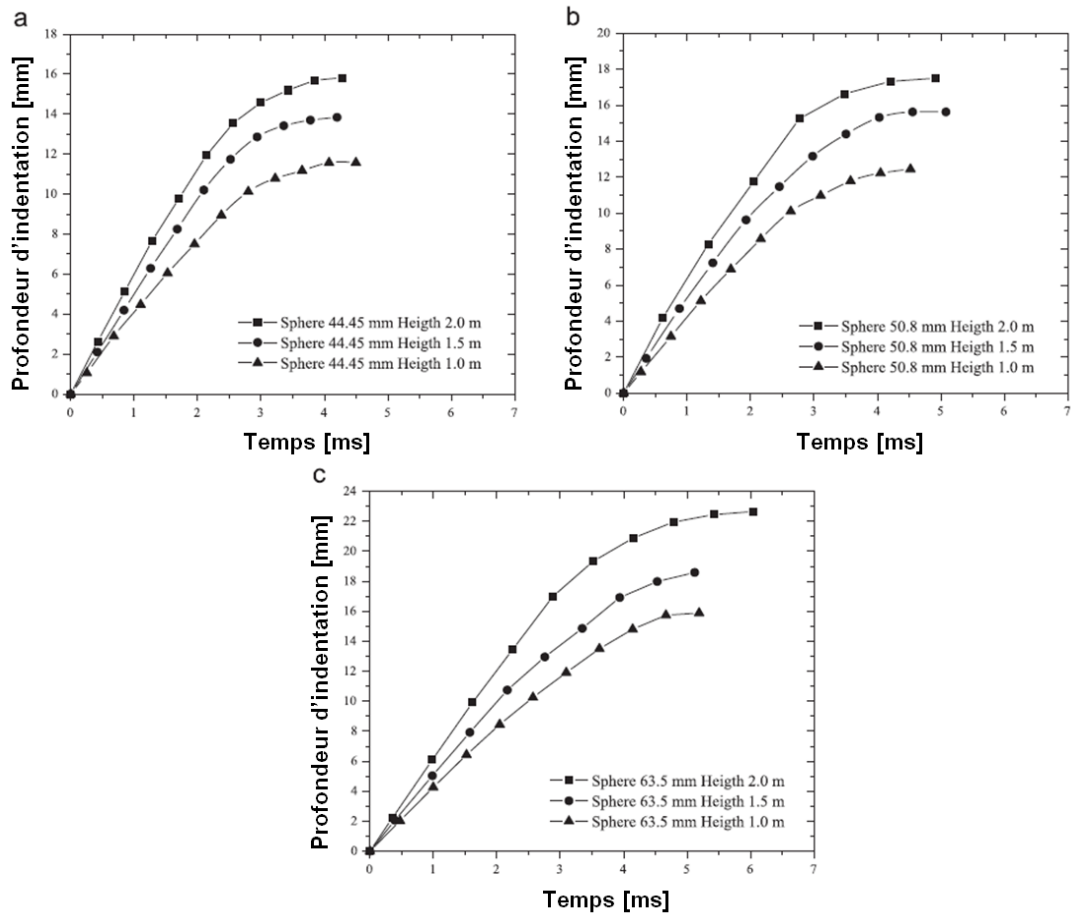 a
18
16
14
12
10
8
6
4
2
0
Profondeur d’indentation [mm]
Sphere 44.45 mm Heigth 2.0 m
Sphere 44.45 mm Heigth 1.5 m
Sphere 44.45 mm Heigth 1.0 m
0 1 2 3 4 5 6 7
Temps [ms]
b
20
18
16
14
12
10
8
6
4
2
0
Profondeur d’indentation [mm]
Sphere 50.8 mm Heigth 2.0 m
Sphere 50.8 mm Heigth 1.5 m
Sphere 50.8 mm Heigth 1.0 m
0 1 2 3 4 5 6 7
Temps [ms]
c
24
22
20
18
16
14
12
10
8
6
4
2
0
Profondeur d’indentation [mm]
Sphere 63.5 mm Heigth 2.0 m
Sphere 63.5 mm Heigth 1.5 m
Sphere 63.5 mm Heigth 1.0 m
0 1 2 3 4 5 6 7
Temps [ms]